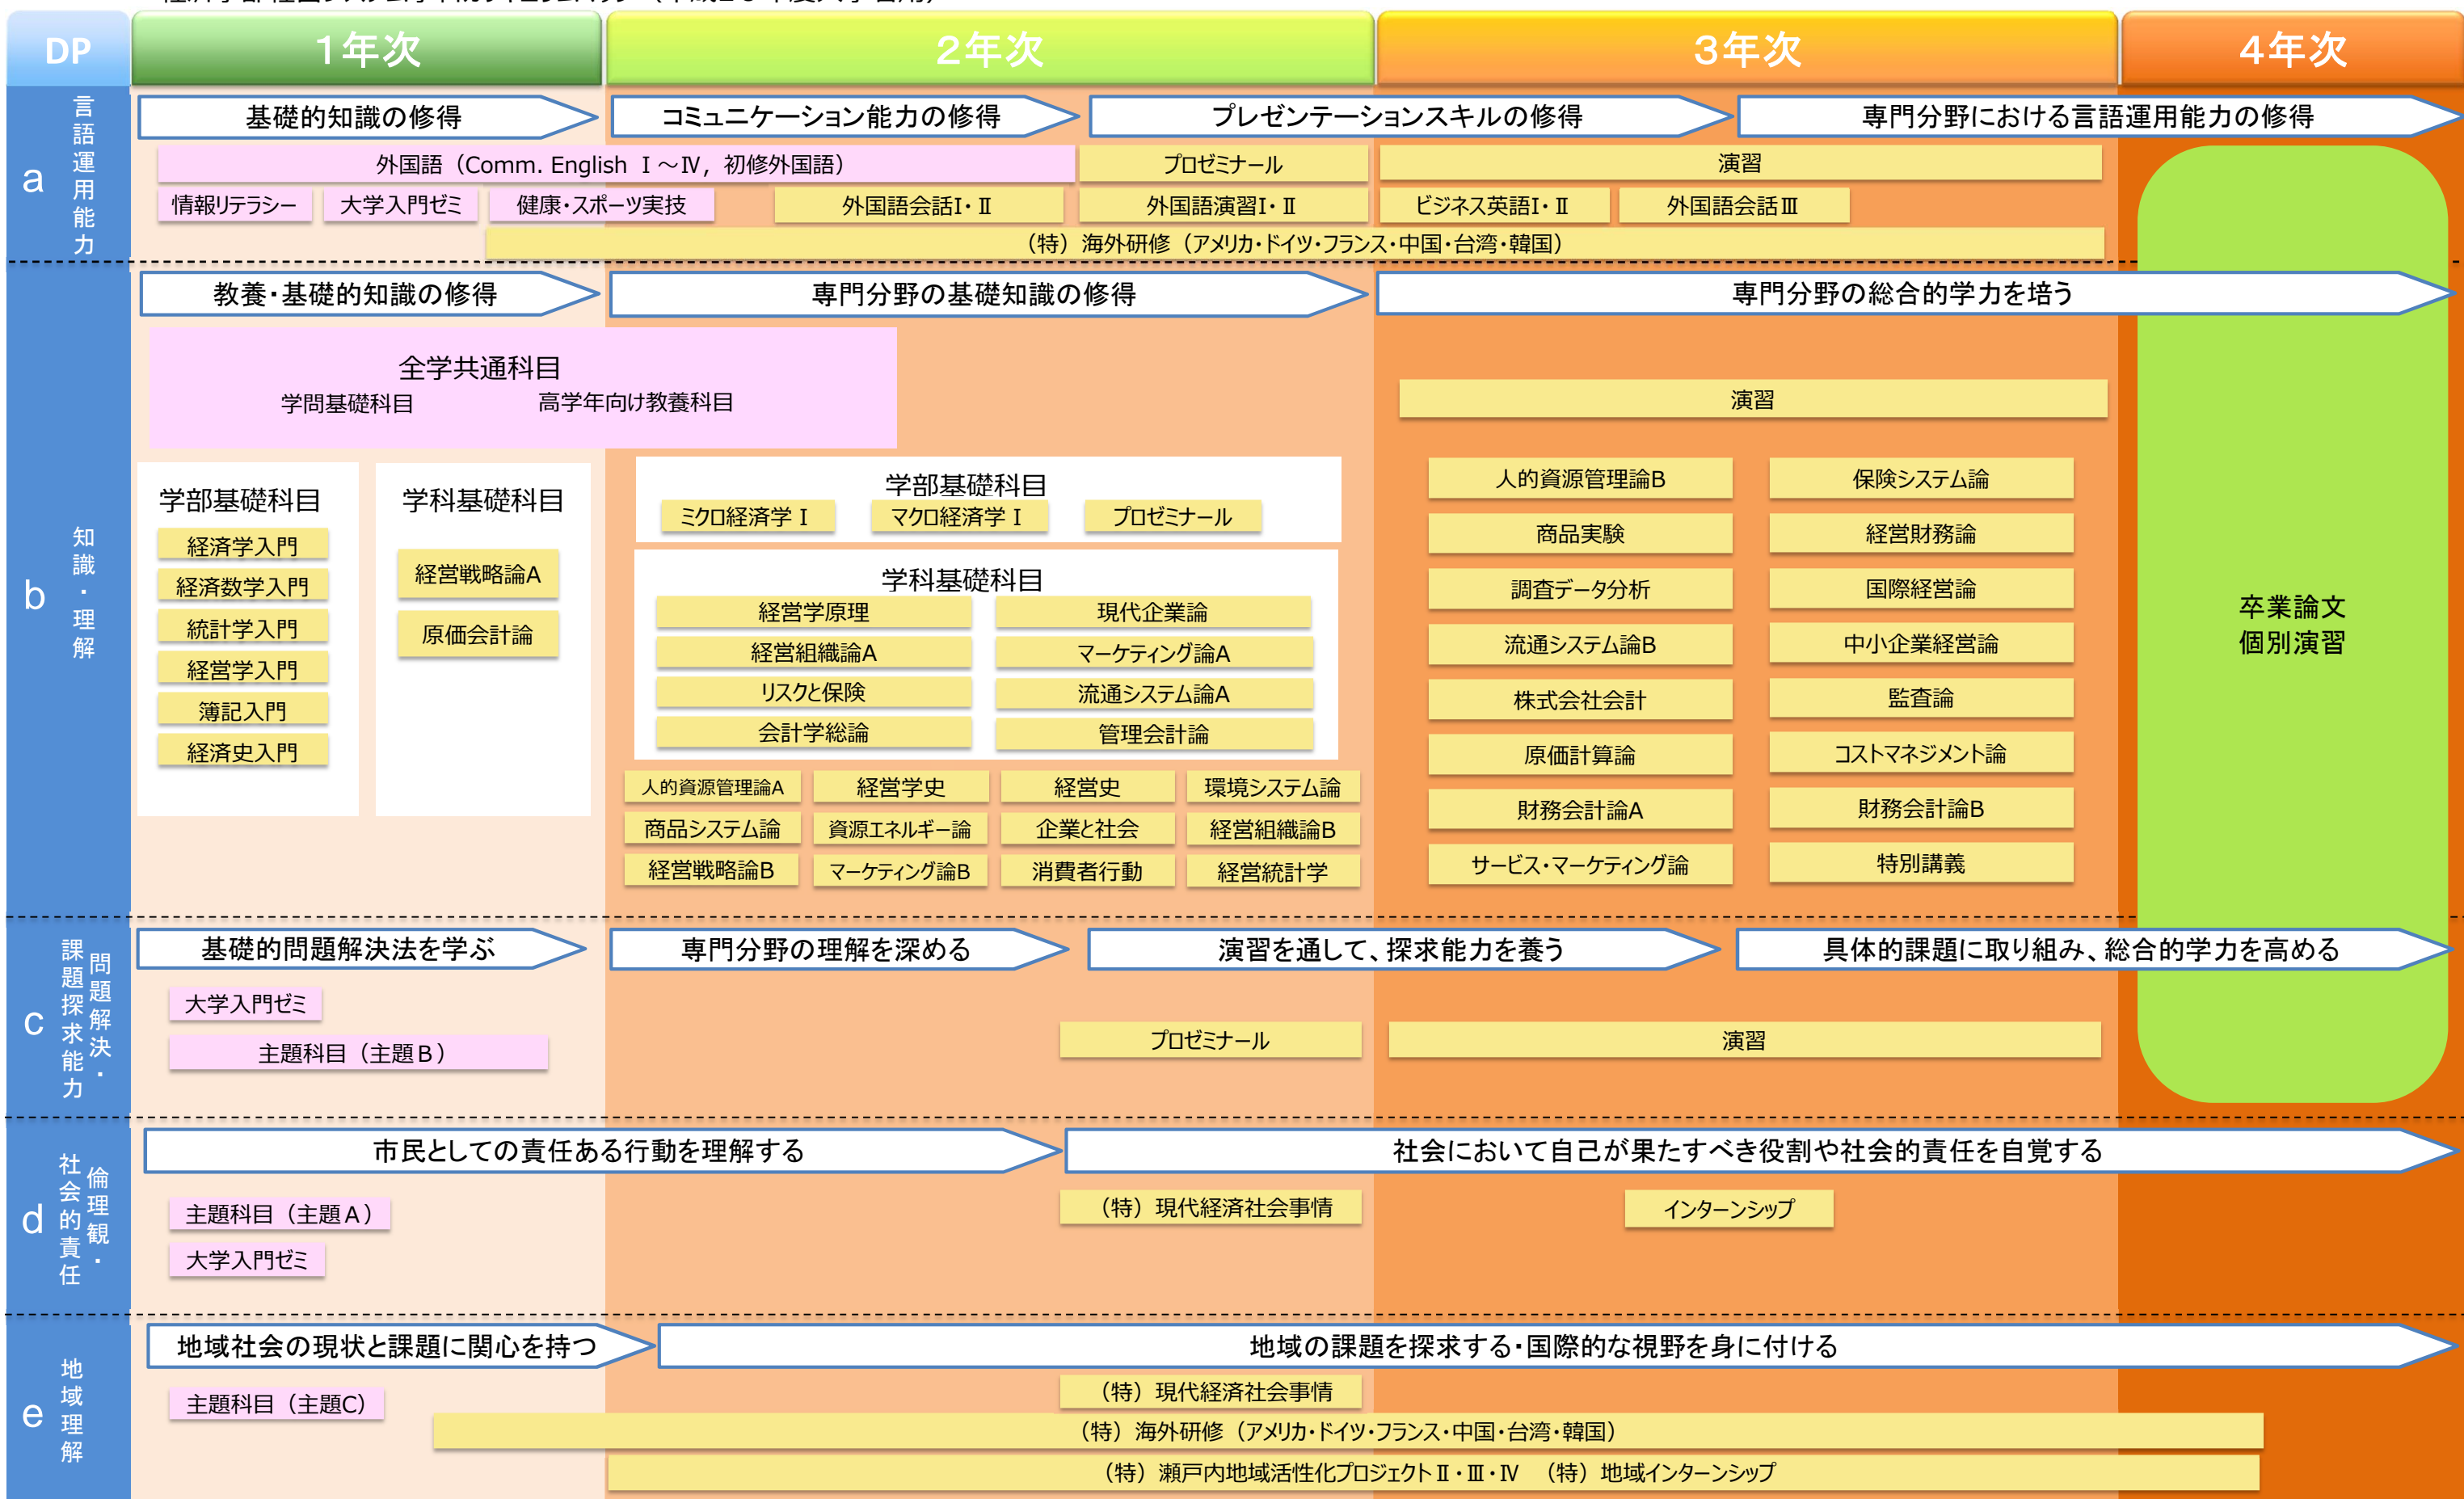 DP
1年次
2年次
3年次
4年次
a
言語運用能力
基礎的知識の修得
コミュニケーション能力の修得
プレゼンテーションスキルの修得
専門分野における言語運用能力の修得
外国語（Comm. English Ⅰ～Ⅳ, 初修外国語）
プロゼミナール
演習
情報リテラシー
大学入門ゼミ
健康・スポーツ実技
外国語会話Ⅰ・Ⅱ
外国語演習Ⅰ・Ⅱ
ビジネス英語Ⅰ・Ⅱ
外国語会話Ⅲ
（特）海外研修（アメリカ・ドイツ・フランス・中国・台湾・韓国）
b
知識・理解
教養・基礎的知識の修得
専門分野の基礎知識の修得
専門分野の総合的学力を培う
全学共通科目
学問基礎科目
高学年向け教養科目
演習
学部基礎科目
経済学入門
経済数学入門
統計学入門
経営学入門
簿記入門
経済史入門
学科基礎科目
経営戦略論A
原価会計論
学部基礎科目
ミクロ経済学Ⅰ
マクロ経済学Ⅰ
プロゼミナール
学科基礎科目
経営学原理
現代企業論
経営組織論A
マーケティング論A
リスクと保険
流通システム論A
会計学総論
管理会計論
人的資源管理論A
経営学史
経営史
環境システム論
商品システム論
資源エネルギー論
企業と社会
経営組織論B
経営戦略論B
マーケティング論B
消費者行動
経営統計学
人的資源管理論B
保険システム論
商品実験
経営財務論
調査データ分析
国際経営論
流通システム論B
中小企業経営論
株式会社会計
監査論
原価計算論
コストマネジメント論
財務会計論A
財務会計論B
サービス・マーケティング論
特別講義
卒業論文
個別演習
c
問題解決・
課題探求能力
基礎的問題解決法を学ぶ
専門分野の理解を深める
演習を通して、探求能力を養う
具体的課題に取り組み、総合的学力を高める
大学入門ゼミ
主題科目（主題Ｂ）
プロゼミナール
演習
d
倫理観・
社会的責任
市民としての責任ある行動を理解する
社会において自己が果たすべき役割や社会的責任を自覚する
主題科目（主題Ａ）
（特）現代経済社会事情
インターンシップ
大学入門ゼミ
e
地域理解
地域社会の現状と課題に関心を持つ
地域の課題を探求する・国際的な視野を身に付ける
主題科目（主題C）
（特）現代経済社会事情
（特）海外研修（アメリカ・ドイツ・フランス・中国・台湾・韓国）
（特）瀬戸内地域活性化プロジェクトⅡ・Ⅲ・Ⅳ　（特）地域インターンシップ